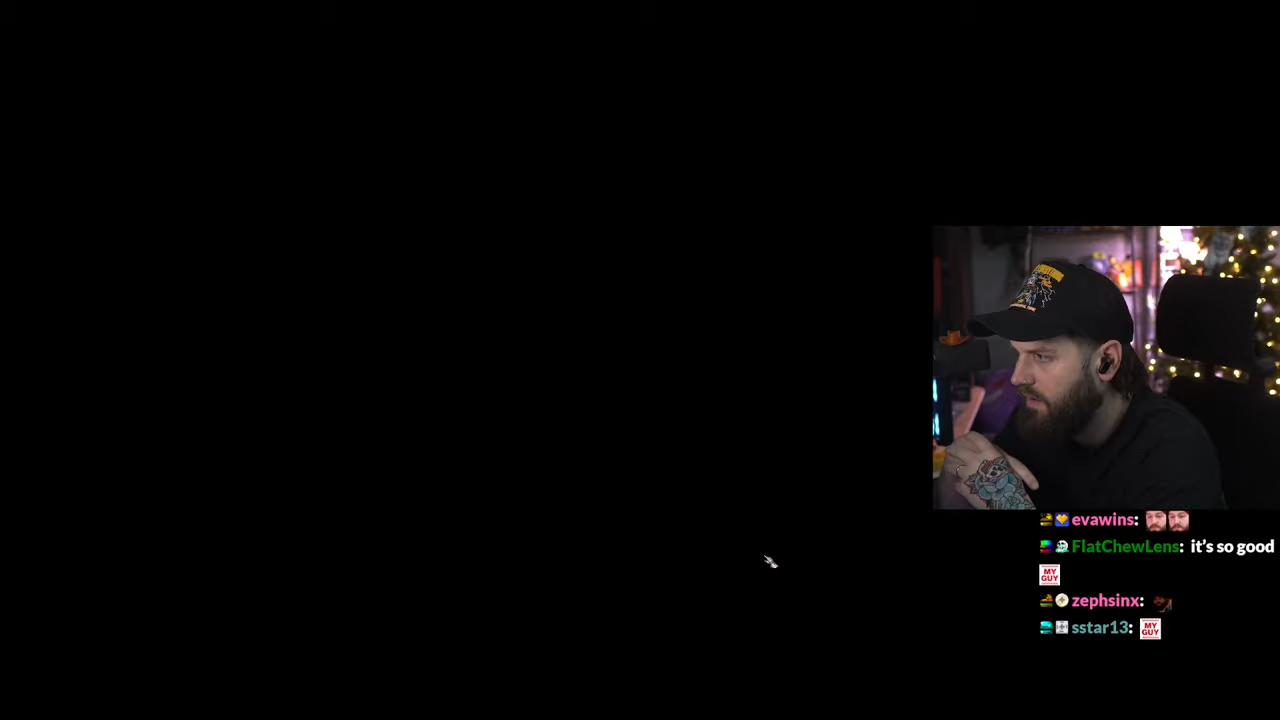 evawins:
FlatChewLens: it's so good
MY
GUY
zephsinx:
sstar13: MY
GUY